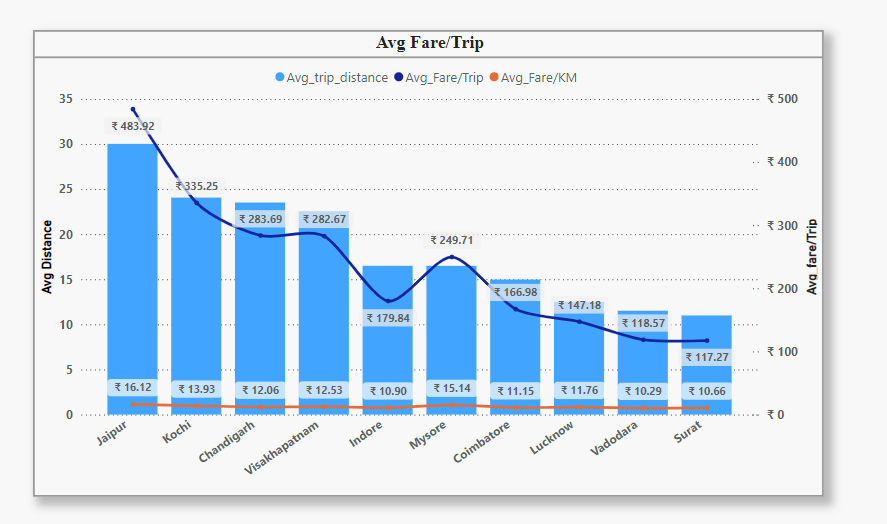 Avg Fare/Trip
Avg_trip_distance Avg_Fare/Trip Avg_Fare/KM
35 ₹ 500
₹ 483.92
30
₹ 400
25
₹ 335.25
₹ 283.69 ₹ 282.67
20 ₹ 300
₹ 249.71
15
₹ 200
₹ 166.98
₹ 147.18
₹ 179.84
₹ 118.57
10
₹ 100
₹ 117.27
5
₹ 16.12 ₹ 13.93 ₹ 12.06 ₹ 12.53 ₹ 10.90 ₹ 15.14 ₹ 11.15 ₹ 11.76 ₹ 10.29 ₹ 10.66
0 ₹ 0
Avg Distance
Avg_fare/Trip
Jaipur Kochi Chandigarh Visakhapatnam Indore Mysore Coimbatore Lucknow Vadodara Surat